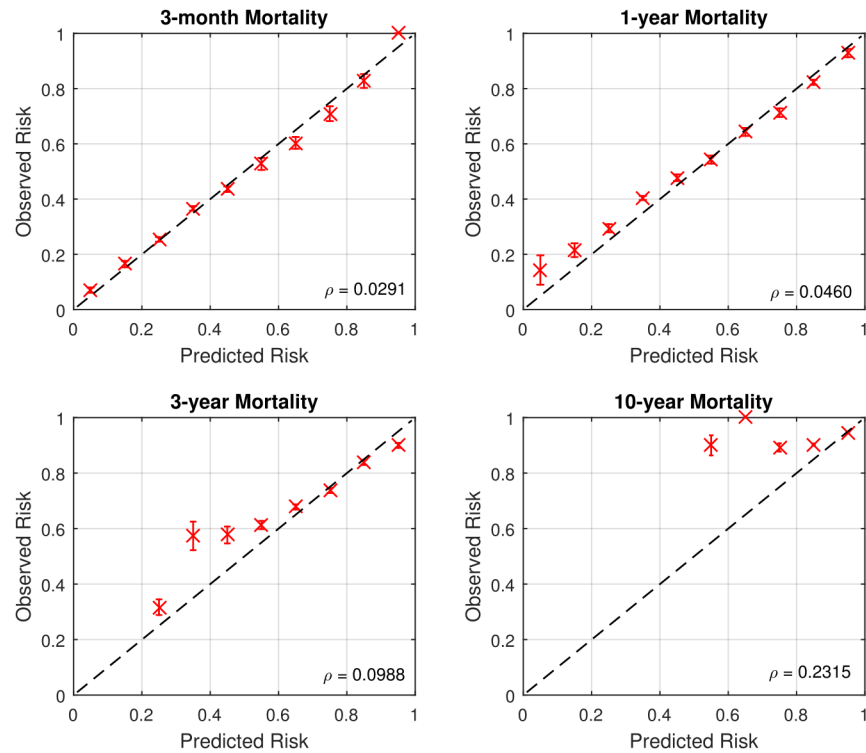 3-month Mortality
Observed Risk
1
0.8
0.6
0.4
0.2
0
ρ = 0.0291
0 0.2 0.4 0.6 0.8 1
Predicted Risk
1-year Mortality
Observed Risk
1
0.8
0.6
0.4
0.2
0
ρ = 0.0460
0 0.2 0.4 0.6 0.8 1
Predicted Risk
3-year Mortality
Observed Risk
1
0.8
0.6
0.4
0.2
0
ρ = 0.0988
0 0.2 0.4 0.6 0.8 1
Predicted Risk
10-year Mortality
Observed Risk
1
0.8
0.6
0.4
0.2
0
ρ = 0.2315
0 0.2 0.4 0.6 0.8 1
Predicted Risk